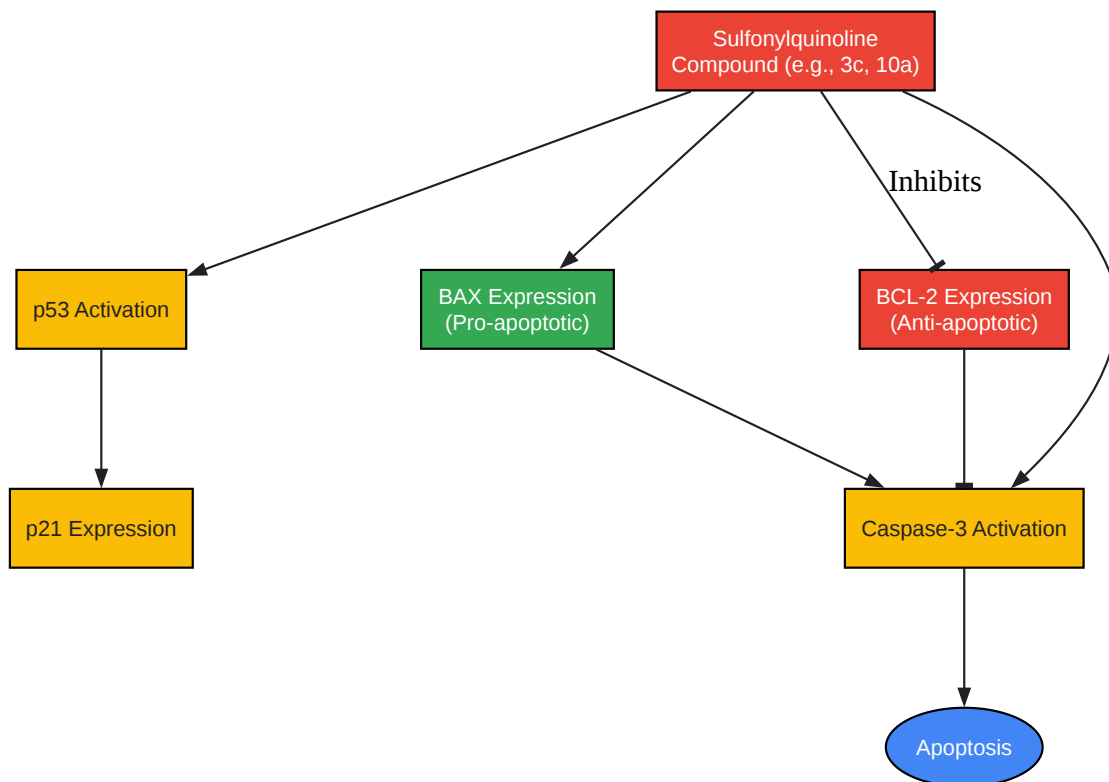 Sulfonylquinoline
Compound (e.g., 3c, 10a)
Inhibits
p53 Activation
BAX Expression
(Pro-apoptotic)
BCL-2 Expression
(Anti-apoptotic)
p21 Expression
Caspase-3 Activation
Apoptosis